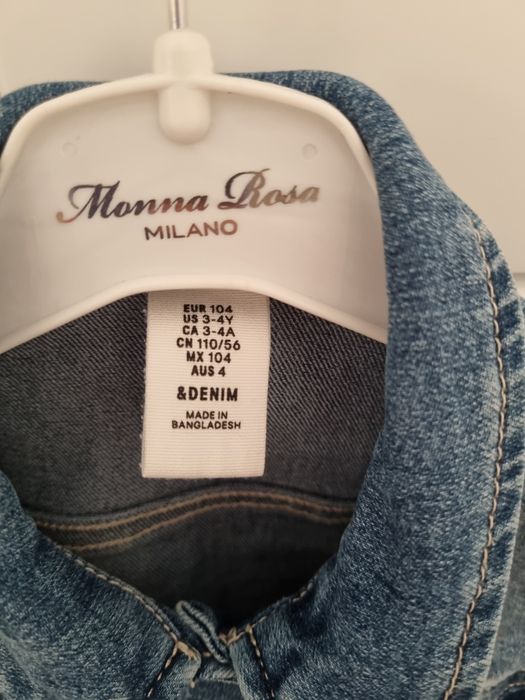 Monna Rosa
MILANO
EUR 104
US 3-4Y
CA 3-4A
CN 110/56
MX 104
AUS 4
&DENIM
MADE IN
BANGLADESH